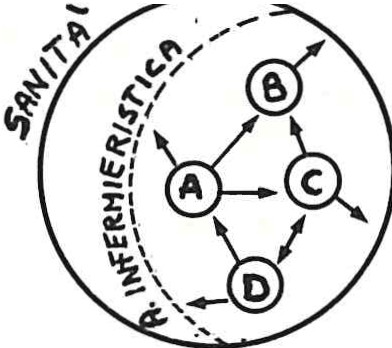 SANITA'
A. INFERMIERISTICA
B
A
C
D